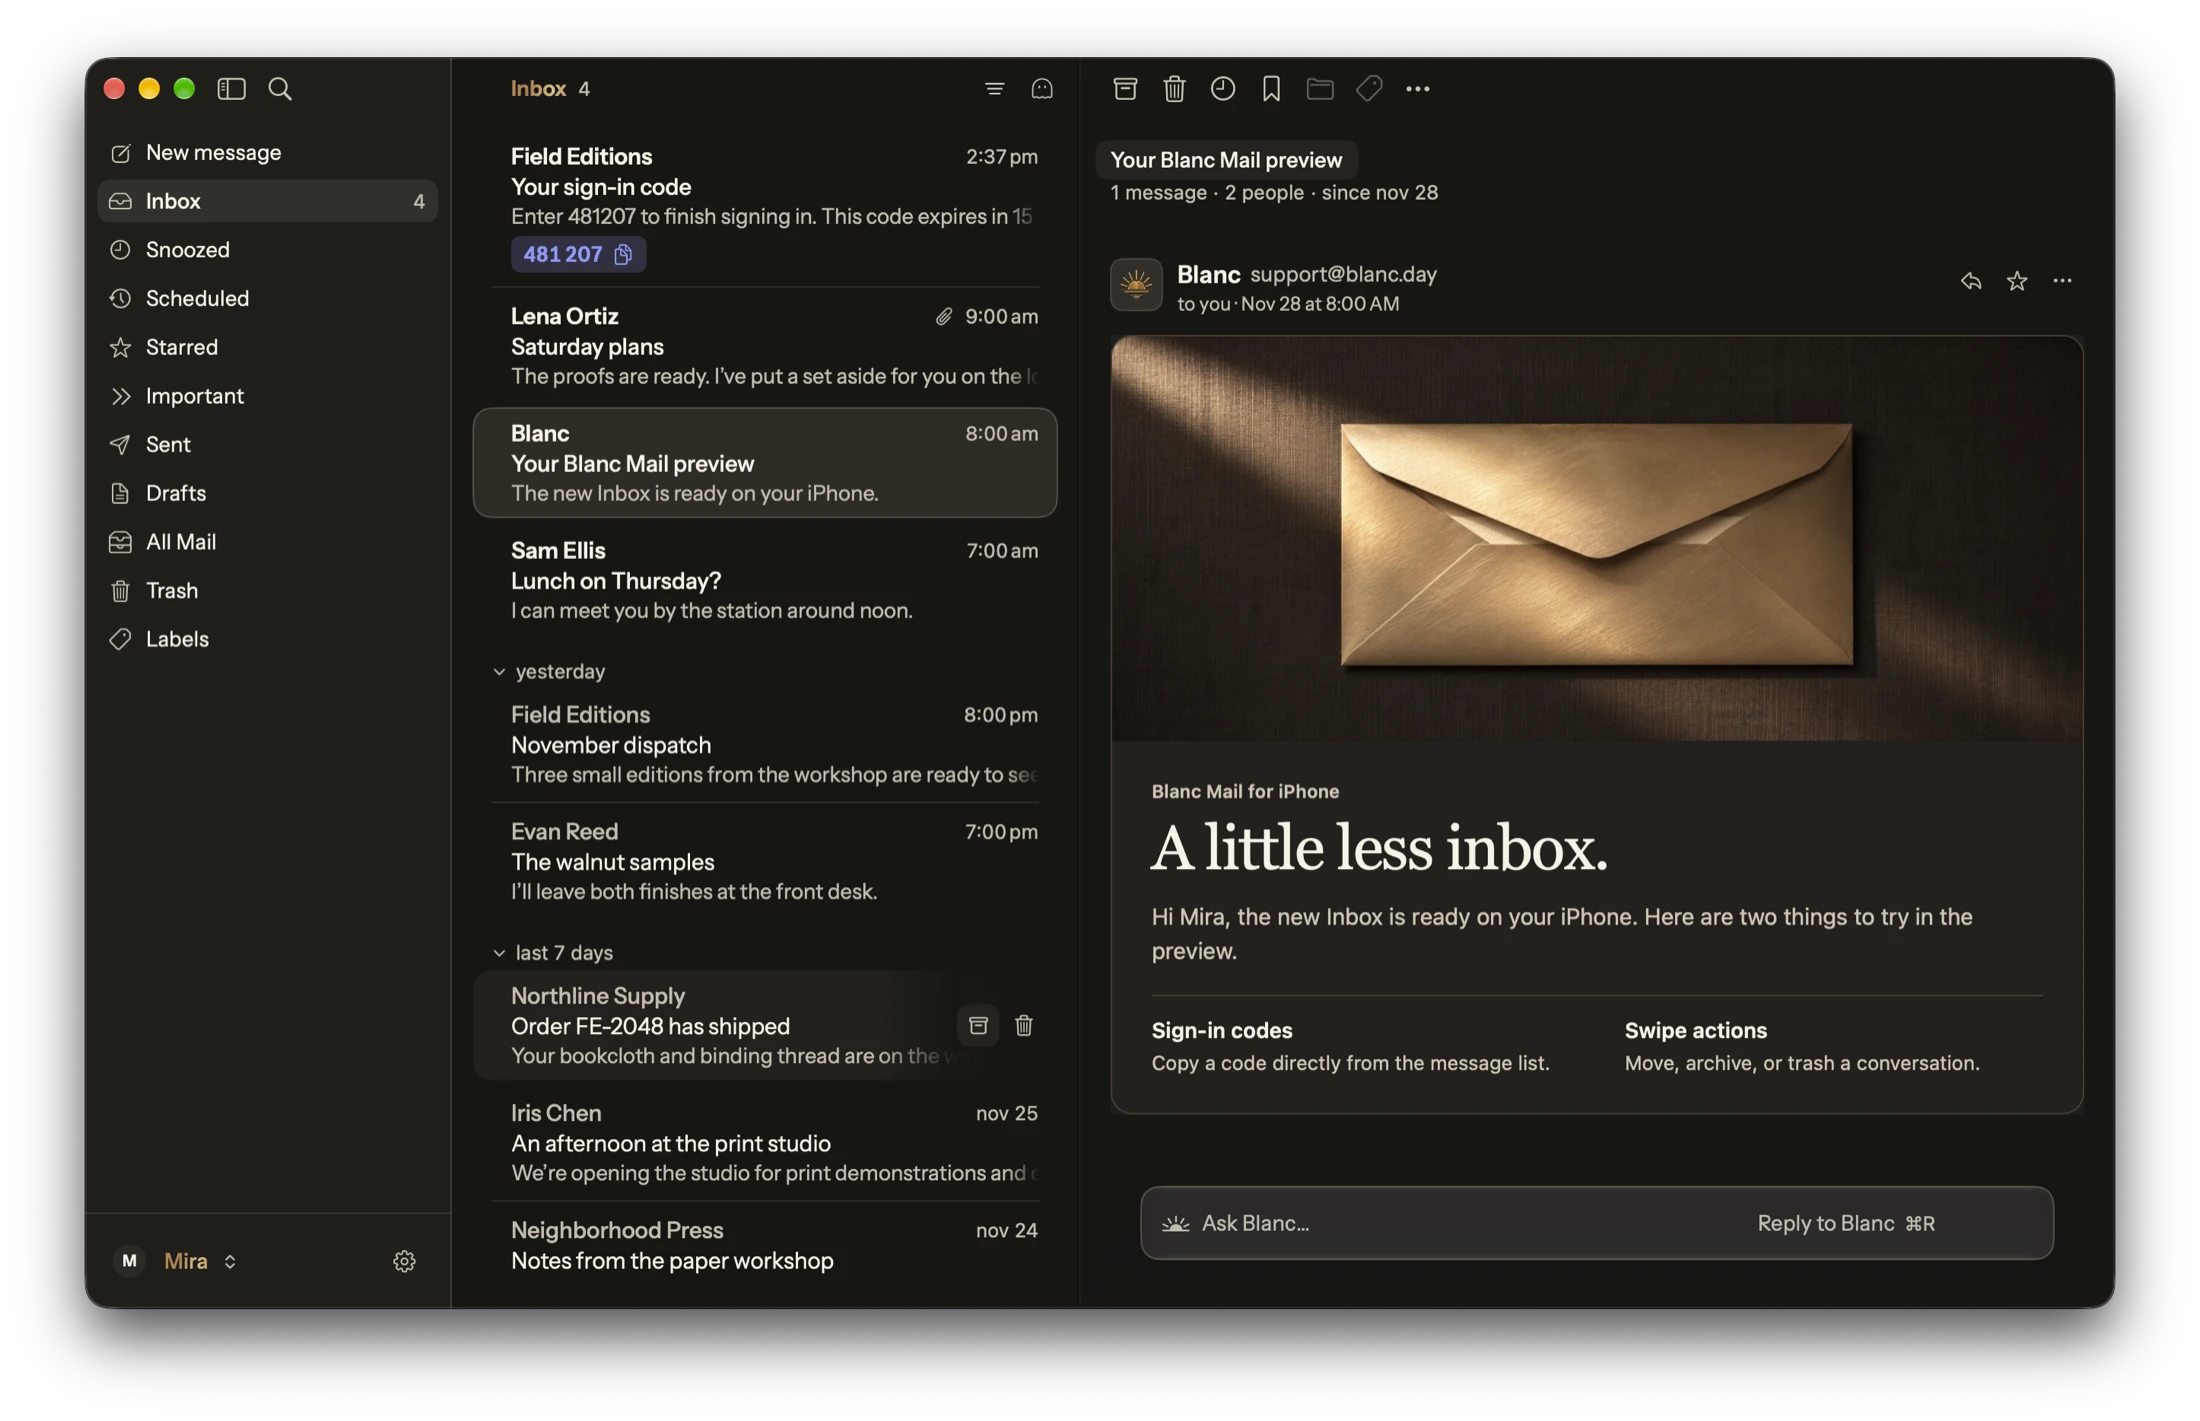 New message
Inbox 4
Snoozed
Scheduled
Starred
Important
Sent
Drafts
All Mail
Trash
Labels
M Mira
Inbox 4
Field Editions 2:37 pm
Your sign-in code
Enter 481207 to finish signing in. This code expires in 15
481 207
Lena Ortiz 9:00 am
Saturday plans
The proofs are ready. I’ve put a set aside for you on the
Blanc 8:00 am
Your Blanc Mail preview
The new Inbox is ready on your iPhone.
Sam Ellis 7:00 am
Lunch on Thursday?
I can meet you by the station around noon.
yesterday
Field Editions 8:00 pm
November dispatch
Three small editions from the workshop are ready to see
Evan Reed 7:00 pm
The walnut samples
I’ll leave both finishes at the front desk.
last 7 days
Northline Supply
Order FE-2048 has shipped
Your bookcloth and binding thread are on the way
Iris Chen nov 25
An afternoon at the print studio
We’re opening the studio for print demonstrations and
Neighborhood Press nov 24
Notes from the paper workshop
Your Blanc Mail preview
1 message · 2 people · since nov 28
Blanc support@blanc.day
to you · Nov 28 at 8:00 AM
Blanc Mail for iPhone
A little less inbox.
Hi Mira, the new Inbox is ready on your iPhone. Here are two things to try in the
preview.
Sign-in codes
Copy a code directly from the message list.
Swipe actions
Move, archive, or trash a conversation.
Ask Blanc… Reply to Blanc ⌘R